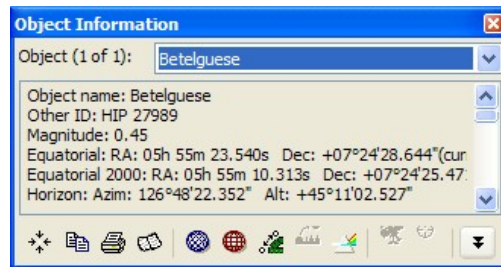 Object Information
Object (1 of 1): Betelguese
Object name: Betelguese
Other ID: HIP 27989
Magnitude: 0.45
Equatorial: RA: 05h 55m 23.540s Dec: +07°24'28.644"(cur
Equatorial 2000: RA: 05h 55m 10.313s Dec: +07°24'25.47
Horizon: Azim: 126°48'22.352" Alt: +45°11'02.527"